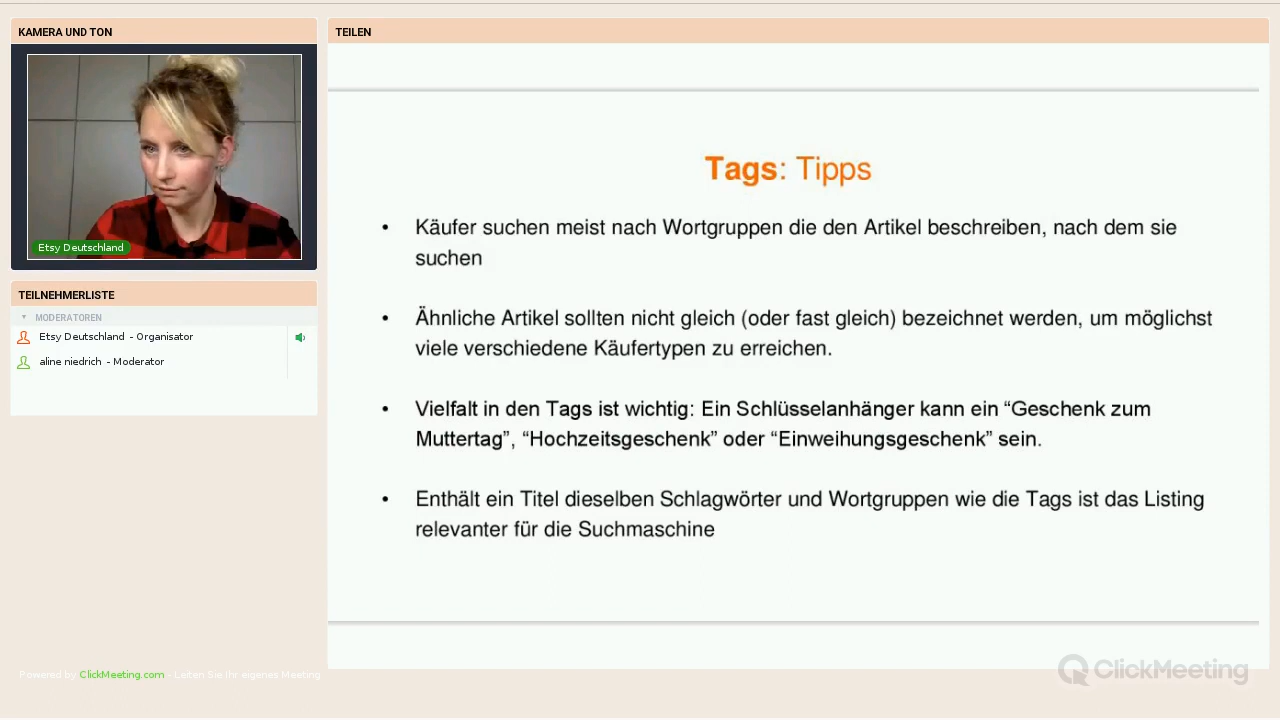 KAMERA UND TON
Etsy Deutschland
TEILNEHMERLISTE
MODERATOREN
Etsy Deutschland - Organisator
aline niedrich - Moderator
TEILEN
Tags: Tipps
• Käufer suchen meist nach Wortgruppen die den Artikel beschreiben, nach dem sie
suchen
• Ähnliche Artikel sollten nicht gleich (oder fast gleich) bezeichnet werden, um möglichst
viele verschiedene Käufertypen zu erreichen.
• Vielfalt in den Tags ist wichtig: Ein Schlüsselanhänger kann ein “Geschenk zum
Muttertag”, “Hochzeitsgeschenk” oder “Einweihungsgeschenk” sein.
• Enthält ein Titel dieselben Schlagwörter und Wortgruppen wie die Tags ist das Listing
relevanter für die Suchmaschine
Powered by ClickMeeting.com - Leiten Sie Ihr eigenes Meeting
ClickMeeting